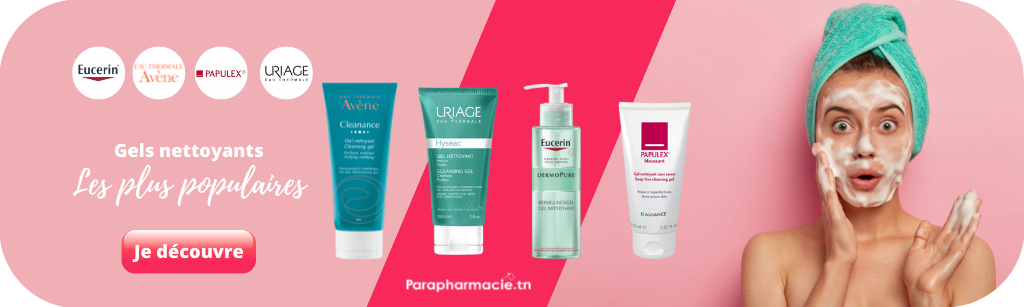 Eucerin
EAU THERMALE
Avène
PAPULEX®
URIAGE
EAU THERMALE
Gels nettoyants
Les plus populaires
Je découvre
EAU THERMALE
Avène
Cleanance
Gel nettoyant
Cleansing gel
URIAGE
EAU THERMALE
Hyséac
GEL NETTOYANT
CLEANSING GEL
Eucerin
DERMOPURE
REINIGUNGSGEL
GEL NETTOYANT
PAPULEX
Moussant
Gel nettoyant sans savon
Soap free cleansing gel
ALLIANCE
Parapharmacie.tn